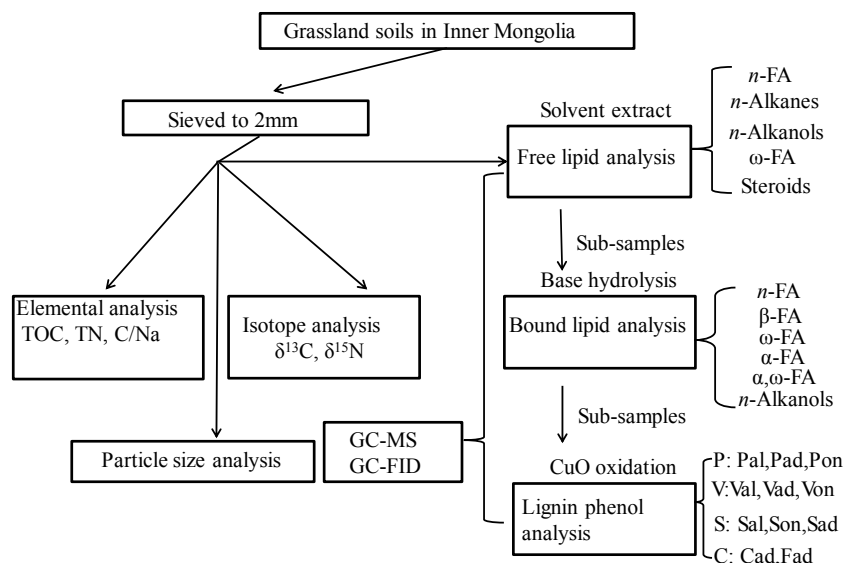 Grassland soils in Inner Mongolia
Sieved to 2mm
Solvent extract
Free lipid analysis
n-FA
n-Alkanes
n-Alkanols
ω-FA
Steroids
Sub-samples
Base hydrolysis
Elemental analysis
TOC, TN, C/Na
Isotope analysis
δ¹³C, δ¹⁵N
Bound lipid analysis
n-FA
β-FA
ω-FA
α-FA
α,ω-FA
n-Alkanols
Sub-samples
Particle size analysis
GC-MS
GC-FID
CuO oxidation
Lignin phenol
analysis
P: Pal,Pad,Pon
V:Val,Vad,Von
S: Sal,Son,Sad
C: Cad,Fad